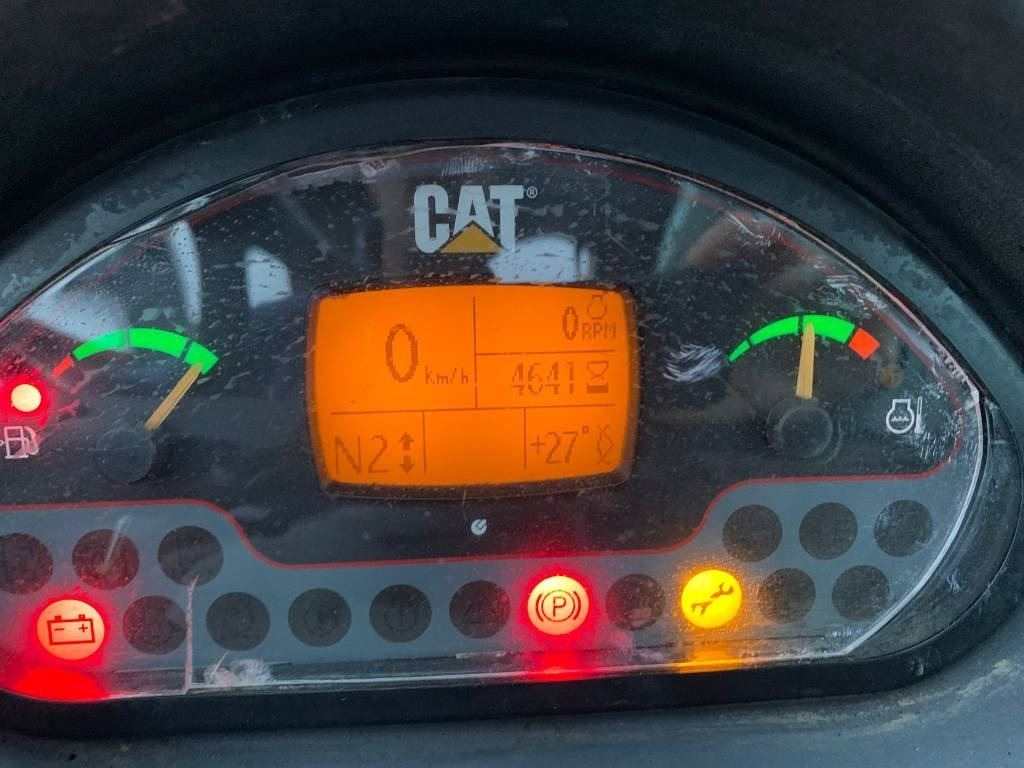 CAT®
0 km/h
0 RPM
4641
N2
+27°
P
- +